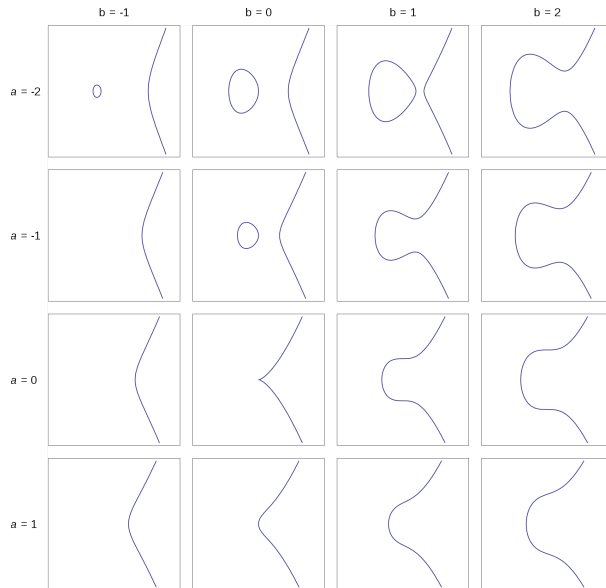 b = -1 b = 0 b = 1 b = 2
a = -2
a = -1
a = 0
a = 1